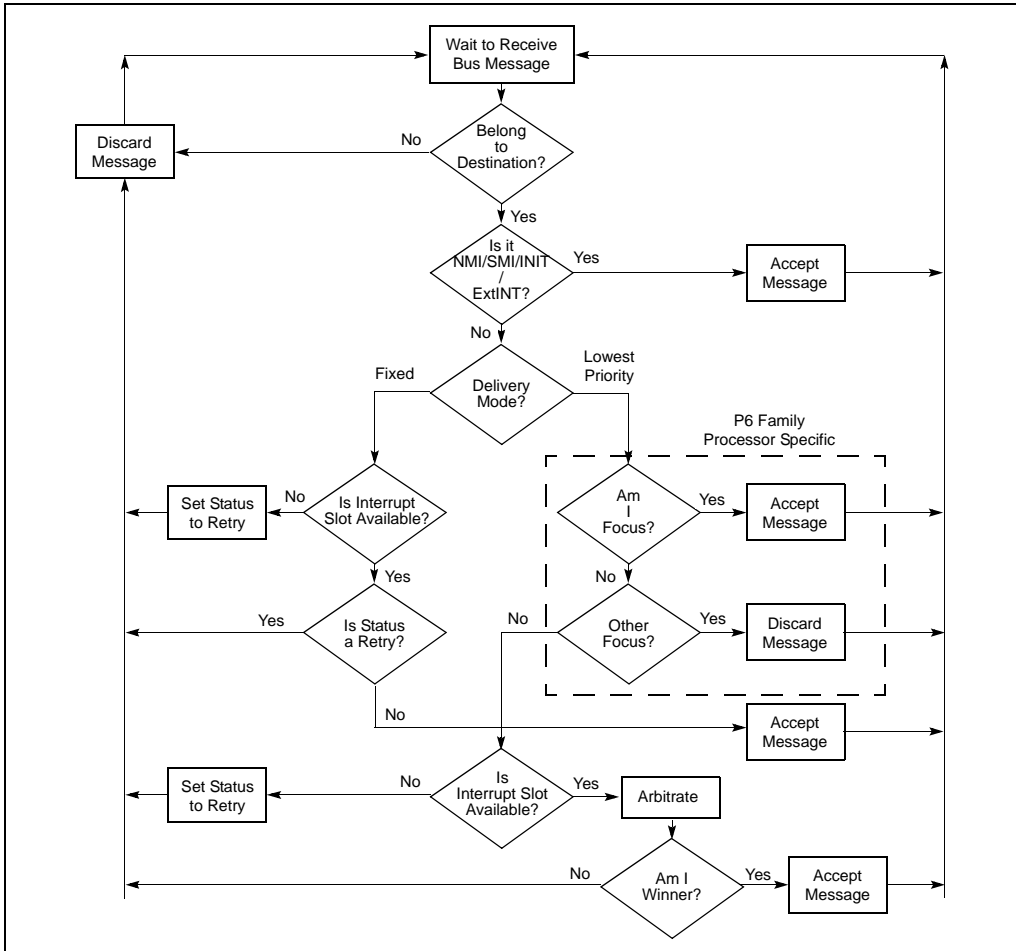 Wait to Receive
Bus Message
Belong
to
Destination?
No
Discard
Message
Yes
Is it
NMI/SMI/INIT
/
ExtINT?
Yes
Accept
Message
No
Delivery
Mode?
Fixed
Lowest
Priority
P6 Family
Processor Specific
Set Status
to Retry
No
Is Interrupt
Slot Available?
Am
I
Focus?
Yes
Accept
Message
Yes
No
Yes
Is Status
a Retry?
No
Other
Focus?
Yes
Discard
Message
No
Accept
Message
Set Status
to Retry
No
Is
Interrupt Slot
Available?
Yes
Arbitrate
No
Am I
Winner?
Yes
Accept
Message